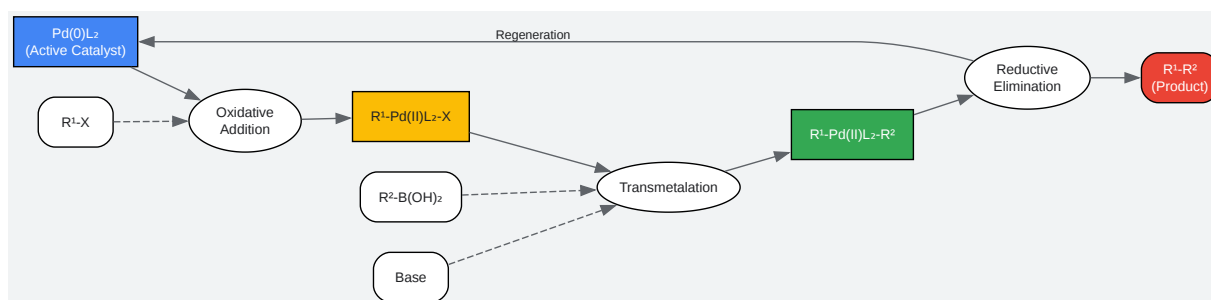 Pd(0)L₂
(Active Catalyst)
Regeneration
R¹-X
Oxidative
Addition
R¹-Pd(II)L₂-X
R²-B(OH)₂
Base
Transmetalation
R¹-Pd(II)L₂-R²
Reductive
Elimination
R¹-R²
(Product)